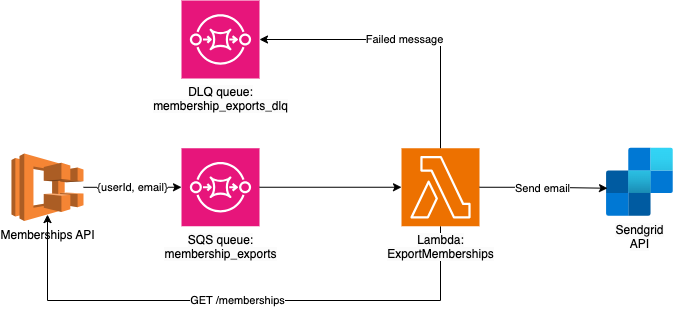 Failed message
DLQ queue:
membership_exports_dlq
{userId, email}
Send email
Memberships API
SQS queue:
membership_exports
Lambda:
ExportMemberships
Sendgrid
API
GET /memberships